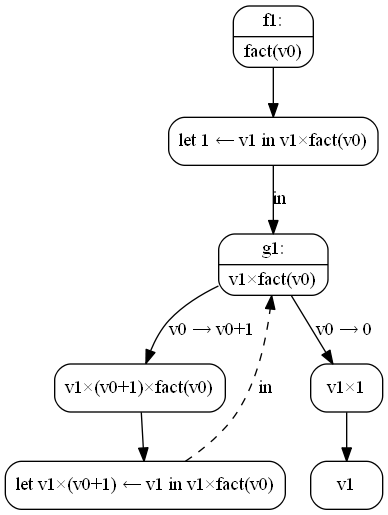 f1:
fact(v0)
let 1 ← v1 in v1×fact(v0)
in
g1:
v1×fact(v0)
v0 → v0+1
v0 → 0
v1×(v0+1)×fact(v0)
in
v1×1
let v1×(v0+1) ← v1 in v1×fact(v0)
v1